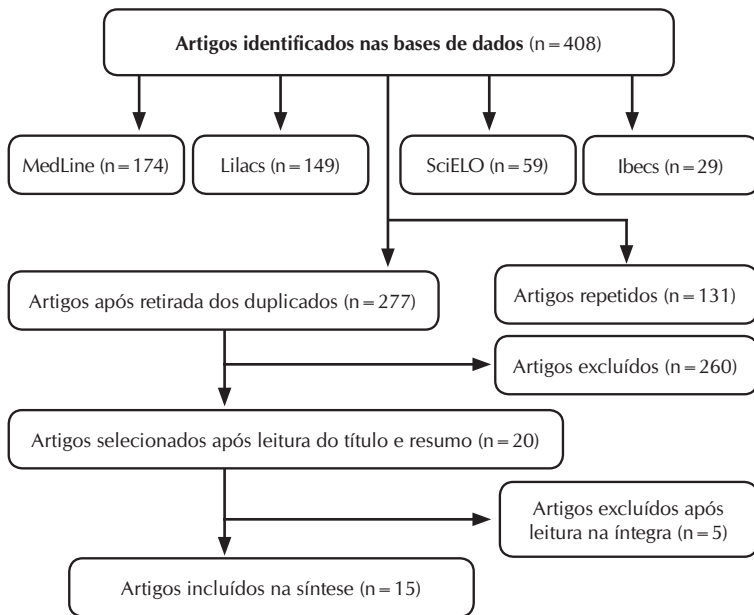 Artigos identificados nas bases de dados (n = 408)
MedLine (n = 174)
Lilacs (n = 149)
SciELO (n = 59)
Ibecs (n = 29)
Artigos após retirada dos duplicados (n = 277)
Artigos repetidos (n = 131)
Artigos excluídos (n = 260)
Artigos selecionados após leitura do título e resumo (n = 20)
Artigos excluídos após
leitura na íntegra (n = 5)
Artigos incluídos na síntese (n = 15)